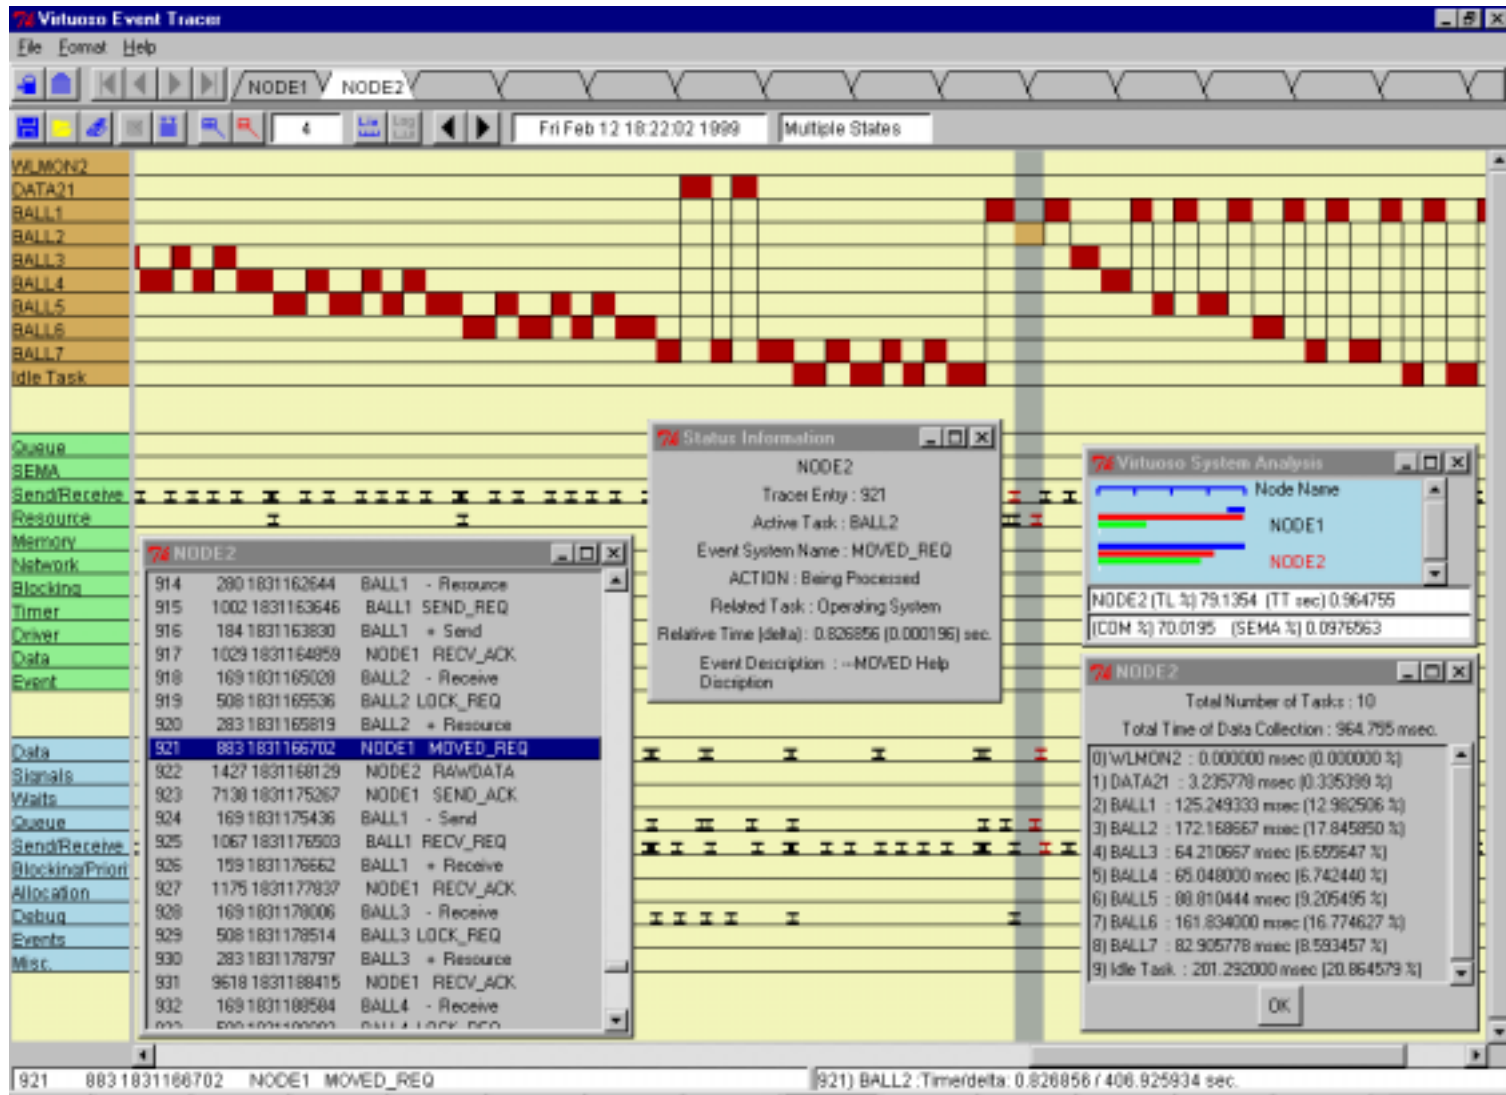 Virtuoso Event Tracer
File Format Help
NODE1 NODE2
4 Lin Log Fri Feb 12 18:22:02 1999 Multiple States
WLMON2
DATA21
BALL1
BALL2
BALL3
BALL4
BALL5
BALL6
BALL7
Idle Task
Queue
SEMA
Send/Receive
Resource
Memory
Network
Blocking
Timer
Driver
Data
Event
Data
Signals
Waits
Queue
Send/Receive
Blocking/Priori
Allocation
Debug
Events
Misc.
NODE2
914 280 1831162644 BALL1 - Resource
915 1002 1831163646 BALL1 SEND_REQ
916 184 1831163830 BALL1 + Send
917 1029 1831164859 NODE1 RECV_ACK
918 169 1831165028 BALL2 - Receive
919 508 1831165536 BALL2 LOCK_REQ
920 283 1831165819 BALL2 + Resource
921 883 1831166702 NODE1 MOVED_REQ
922 1427 1831168129 NODE2 RAWDATA
923 7138 1831175267 NODE1 SEND_ACK
924 169 1831175436 BALL1 - Send
925 1067 1831176503 BALL1 RECV_REQ
926 159 1831176662 BALL1 + Receive
927 1175 1831177837 NODE1 RECV_ACK
928 169 1831178006 BALL3 - Receive
929 508 1831178514 BALL3 LOCK_REQ
930 283 1831178797 BALL3 + Resource
931 9618 1831188415 NODE1 RECV_ACK
932 169 1831188584 BALL4 - Receive
Status Information
NODE2
Tracer Entry : 921
Active Task : BALL2
Event System Name : MOVED_REQ
ACTION : Being Processed
Related Task : Operating System
Relative Time (delta) : 0.826856 (0.000196) sec.
Event Description : --MOVED Help
Discription
Virtuoso System Analysis
Node Name
NODE1
NODE2
NODE2 (TL %) 79.1354 (TT sec) 0.964755
(COM %) 70.0195 (SEMA %) 0.0976563
NODE2
Total Number of Tasks : 10
Total Time of Data Collection : 964.755 msec.
0) WLMON2 : 0.000000 msec (0.000000 %)
1) DATA21 : 3.235778 msec (0.335399 %)
2) BALL1 : 125.249333 msec (12.982506 %)
3) BALL2 : 172.168667 msec (17.845850 %)
4) BALL3 : 64.210667 msec (6.655647 %)
5) BALL4 : 65.048000 msec (6.742440 %)
6) BALL5 : 88.810444 msec (9.205495 %)
7) BALL6 : 161.834000 msec (16.774627 %)
8) BALL7 : 82.905778 msec (8.593457 %)
9) Idle Task : 201.292000 msec (20.864579 %)
OK
921 883 1831166702 NODE1 MOVED_REQ
(921) BALL2 :Time/delta: 0.826856 / 406.925934 sec.